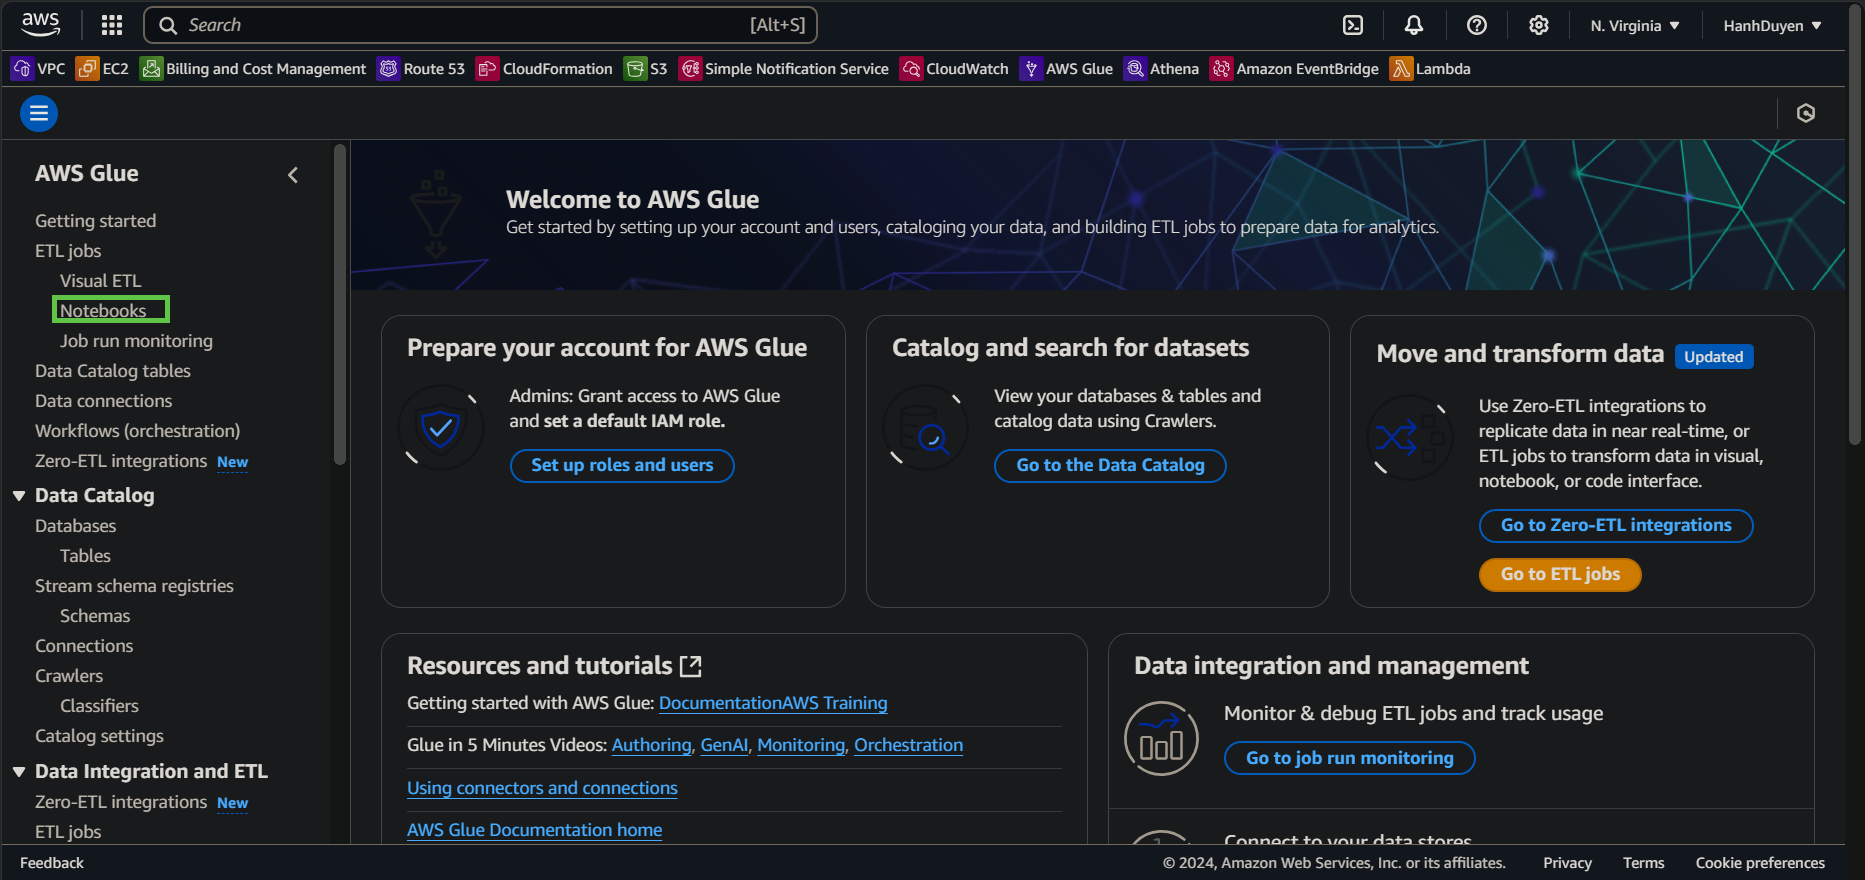 aws
Search
[Alt+S]
N. Virginia
HanhDuyen
VPC
EC2
Billing and Cost Management
Route 53
CloudFormation
S3
Simple Notification Service
CloudWatch
AWS Glue
Athena
Amazon EventBridge
Lambda
AWS Glue
Getting started
ETL jobs
Visual ETL
Notebooks
Job run monitoring
Data Catalog tables
Data connections
Workflows (orchestration)
Zero-ETL integrations New
Data Catalog
Databases
Tables
Stream schema registries
Schemas
Connections
Crawlers
Classifiers
Catalog settings
Data Integration and ETL
Zero-ETL integrations New
ETL jobs
Welcome to AWS Glue
Get started by setting up your account and users, cataloging your data, and building ETL jobs to prepare data for analytics.
Prepare your account for AWS Glue
Admins: Grant access to AWS Glue
and set a default IAM role.
Set up roles and users
Catalog and search for datasets
View your databases & tables and
catalog data using Crawlers.
Go to the Data Catalog
Move and transform data Updated
Use Zero-ETL integrations to
replicate data in near real-time, or
ETL jobs to transform data in visual,
notebook, or code interface.
Go to Zero-ETL integrations
Go to ETL jobs
Resources and tutorials
Getting started with AWS Glue: DocumentationAWS Training
Glue in 5 Minutes Videos: Authoring, GenAI, Monitoring, Orchestration
Using connectors and connections
AWS Glue Documentation home
Data integration and management
Monitor & debug ETL jobs and track usage
Go to job run monitoring
Connect to your data stores
Feedback
© 2024, Amazon Web Services, Inc. or its affiliates.
Privacy
Terms
Cookie preferences